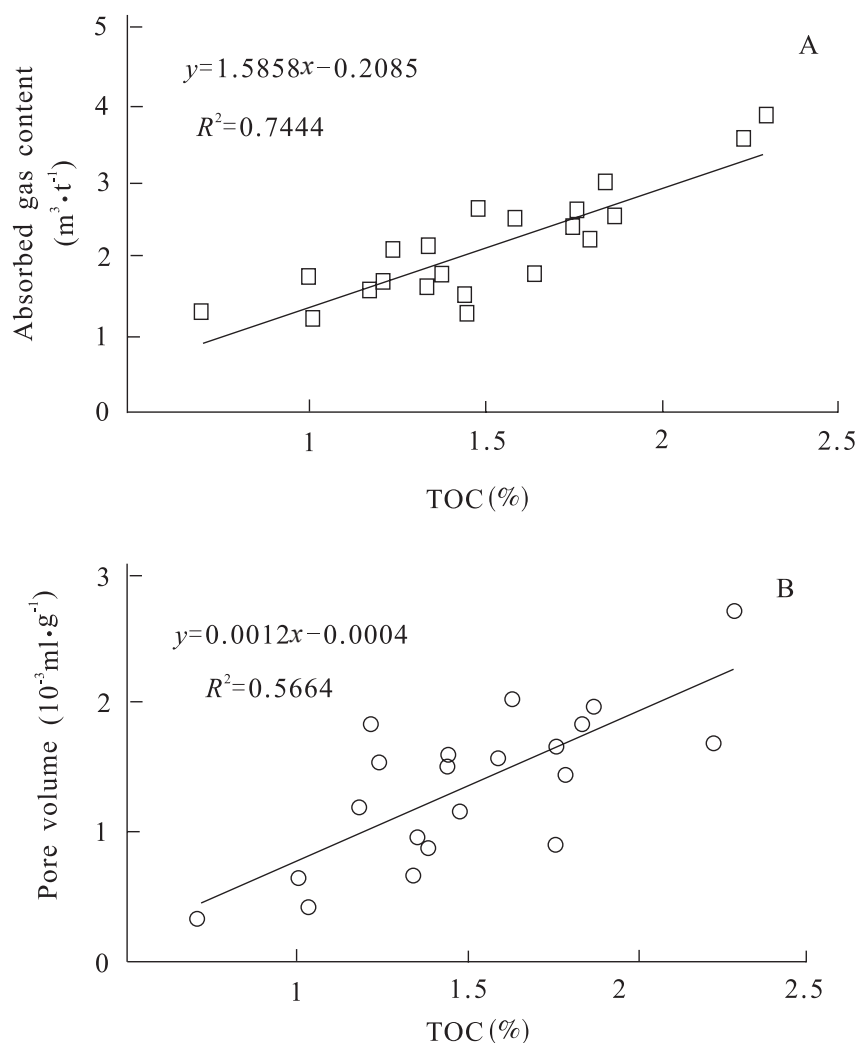 A
y=1.5858x−0.2085
R²=0.7444
Absorbed gas content
(m³•t⁻¹)
5
4
3
2
1
0
1
1.5
2
2.5
TOC(%)
B
y=0.0012x−0.0004
R²=0.5664
Pore volume (10⁻³ml•g⁻¹)
3
2
1
0
1
1.5
2
2.5
TOC(%)